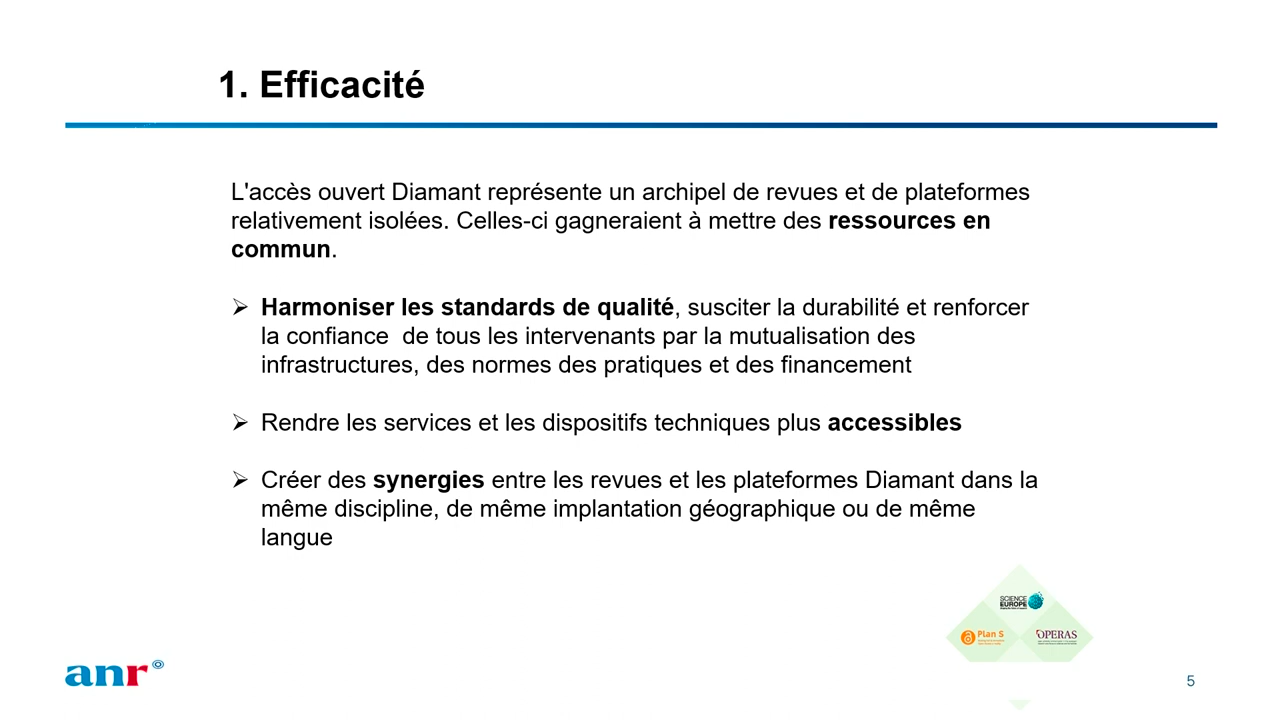 1. Efficacité
L'accès ouvert Diamant représente un archipel de revues et de plateformes
relativement isolées. Celles-ci gagneraient à mettre des ressources en
commun.
Harmoniser les standards de qualité, susciter la durabilité et renforcer
la confiance  de tous les intervenants par la mutualisation des
infrastructures, des normes des pratiques et des financement
Rendre les services et les dispositifs techniques plus accessibles
Créer des synergies entre les revues et les plateformes Diamant dans la
même discipline, de même implantation géographique ou de même
langue
SCIENCE
EUROPE
Plan S
OPERAS
anr
5